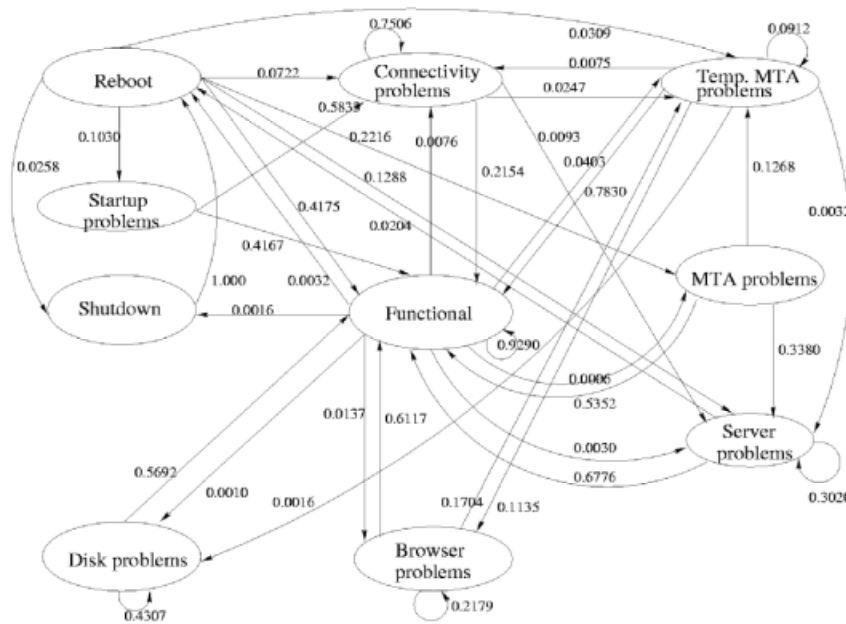 0.7506
0.0309
0.0912
Reboot
0.0722
Connectivity
problems
0.0075
0.0247
Temp. MTA
problems
0.5833
0.2216
0.0076
0.0093
0.1030
0.0258
0.1288
0.2154
0.0403
0.7830
0.1268
0.0032
Startup
problems
0.4175
0.0204
0.4167
1.000
0.0032
MTA problems
Shutdown
0.0016
Functional
0.9290
0.0006
0.5352
0.3380
0.0137
0.6117
0.0030
0.6776
Server
problems
0.5692
0.0010
0.0016
0.1704
0.1135
0.3020
Disk problems
Browser
problems
0.4307
0.2179